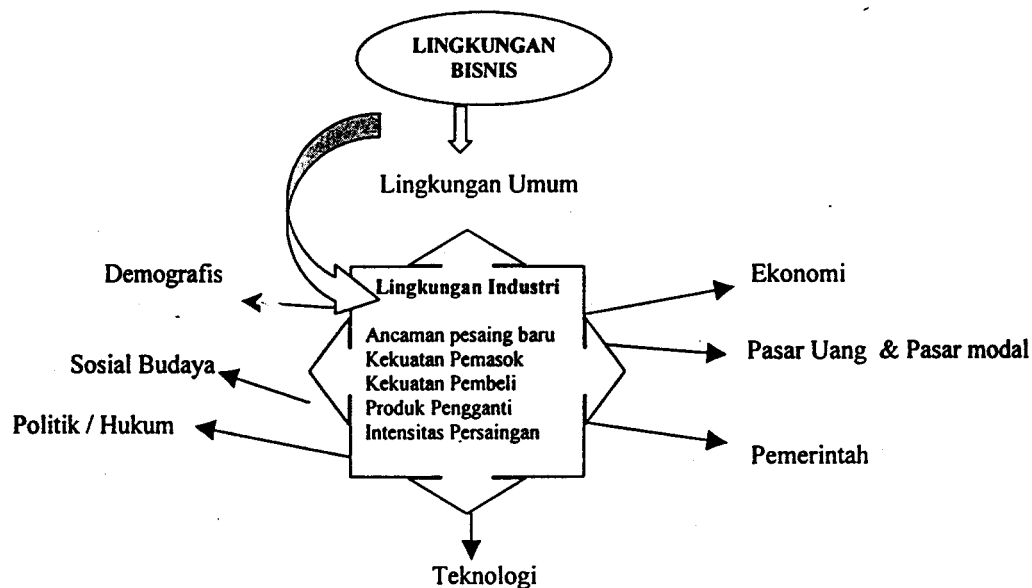 LINGKUNGAN
BISNIS
Lingkungan Umum
Demografis
Ekonomi
Lingkungan Industri
Ancaman pesaing baru
Kekuatan Pemasok
Kekuatan Pembeli
Produk Pengganti
Intensitas Persaingan
Sosial Budaya
Pasar Uang & Pasar modal
Politik / Hukum
Pemerintah
Teknologi